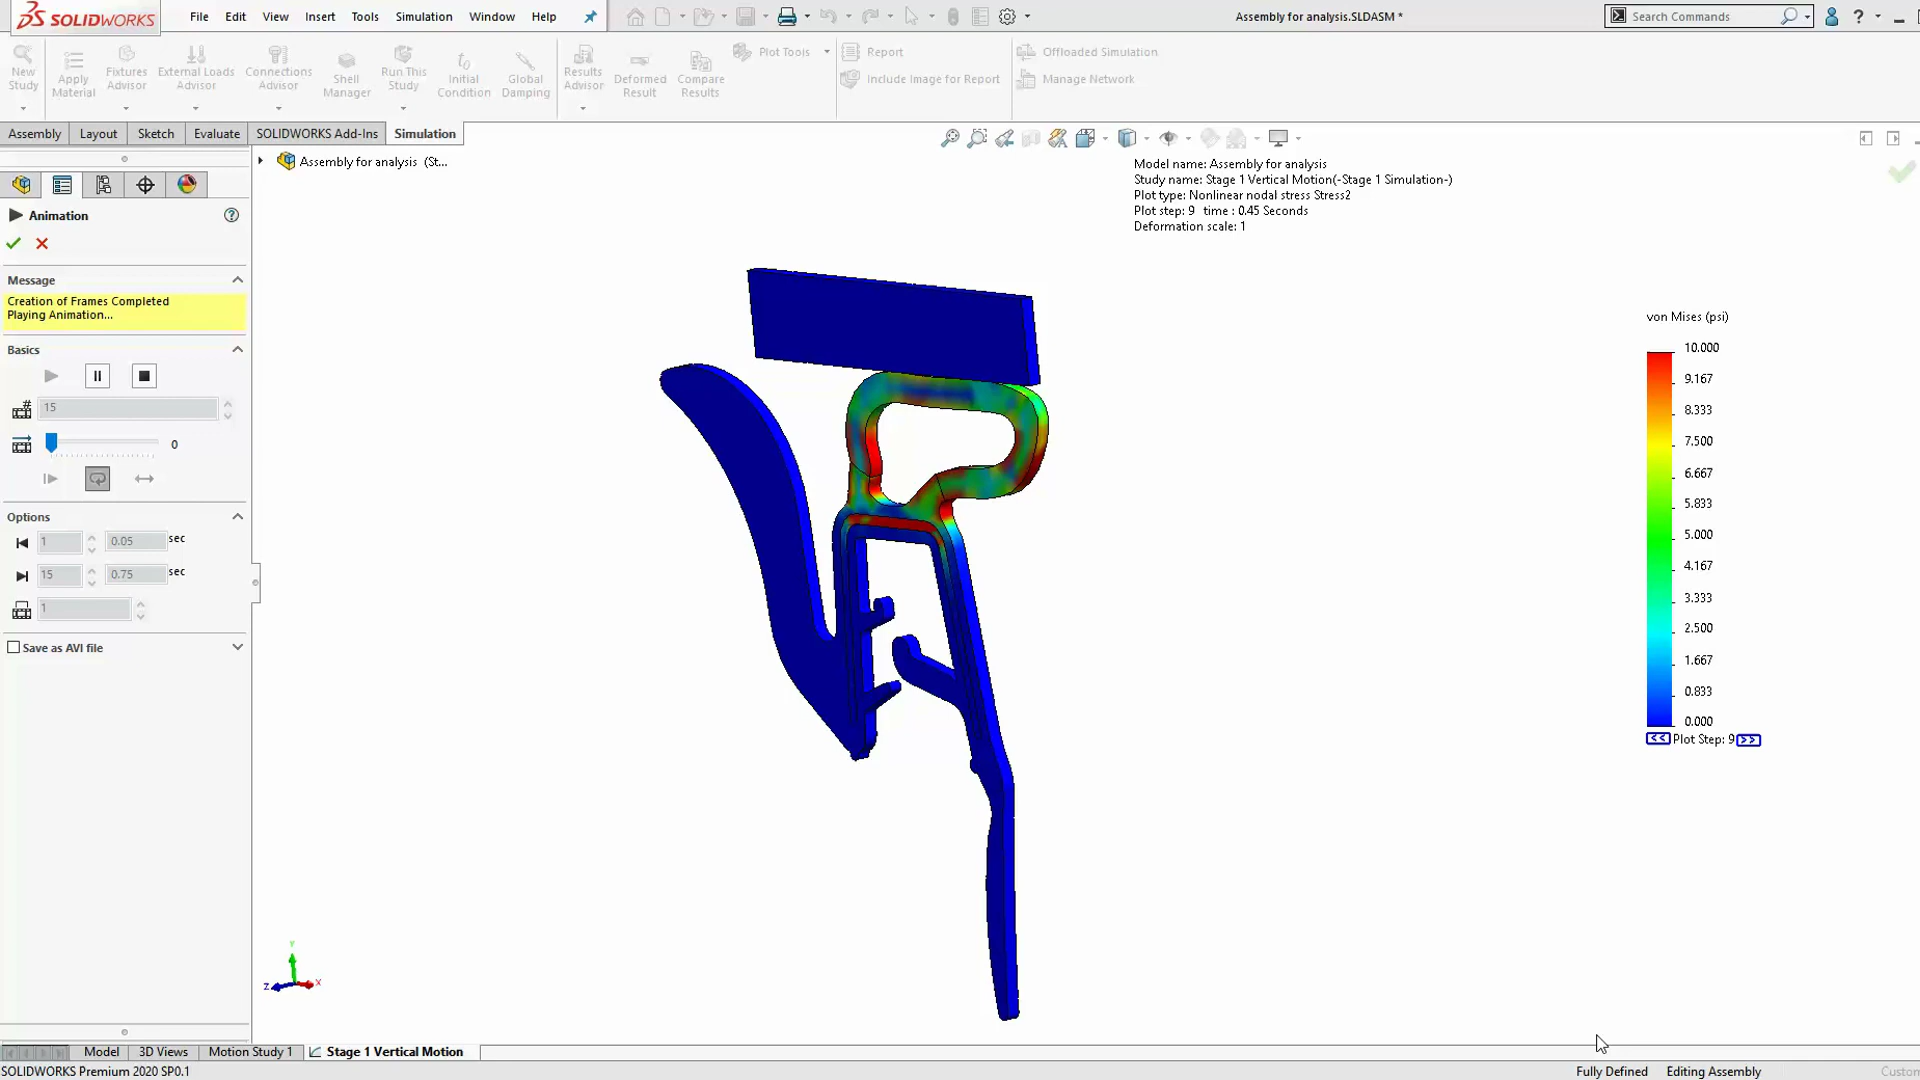 SOLIDWORKS
File Edit View Insert Tools Simulation Window Help
Assembly for analysis.SLDASM *
Search Commands
New Study
Apply Material
Fixtures Advisor
External Loads Advisor
Connections Advisor
Shell Manager
Run This Study
Initial Condition
Global Damping
Results Advisor
Deformed Result
Compare Results
Plot Tools
Report
Include Image for Report
Offloaded Simulation
Manage Network
Assembly Layout Sketch Evaluate SOLIDWORKS Add-Ins Simulation
Assembly for analysis (St...
Model name: Assembly for analysis
Study name: Stage 1 Vertical Motion(-Stage 1 Simulation-)
Plot type: Nonlinear nodal stress Stress2
Plot step: 9 time : 0.45 Seconds
Deformation scale: 1
Animation
Message
Creation of Frames Completed
Playing Animation...
Basics
15
0
Options
1 0.05 sec
15 0.75 sec
1
Save as AVI file
von Mises (psi)
10.000
9.167
8.333
7.500
6.667
5.833
5.000
4.167
3.333
2.500
1.667
0.833
0.000
<< Plot Step: 9 >>
Y
Z
X
Model 3D Views Motion Study 1 Stage 1 Vertical Motion
SOLIDWORKS Premium 2020 SP0.1
Fully Defined Editing Assembly Custom